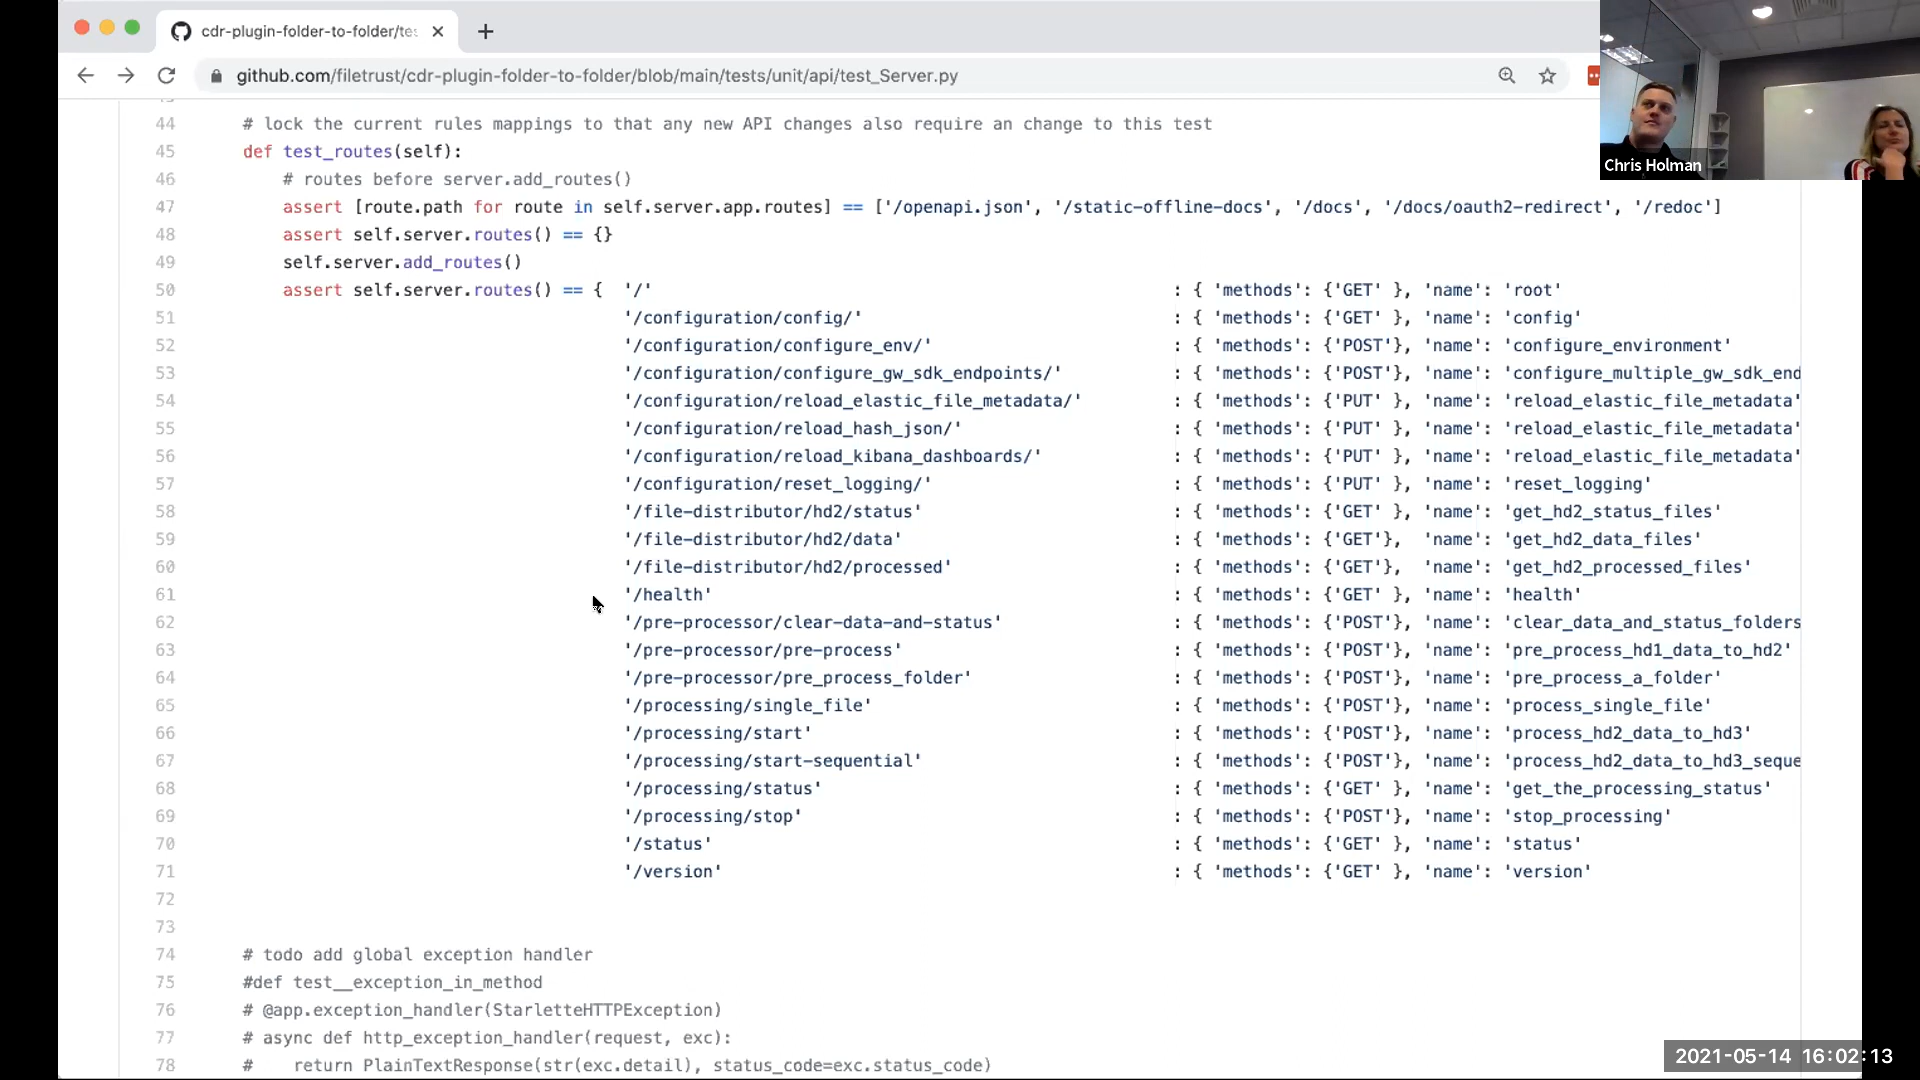 cdr-plugin-folder-to-folder/tes
github.com/filetrust/cdr-plugin-folder-to-folder/blob/main/tests/unit/api/test_Server.py
Chris Holman
44 # lock the current rules mappings to that any new API changes also require an change to this test
45 def test_routes(self):
46 # routes before server.add_routes()
47 assert [route.path for route in self.server.app.routes] == ['/openapi.json', '/static-offline-docs', '/docs', '/docs/oauth2-redirect', '/redoc']
48 assert self.server.routes() == {}
49 self.server.add_routes()
50 assert self.server.routes() == { '/' : { 'methods': {'GET' }, 'name': 'root'
51 '/configuration/config/' : { 'methods': {'GET' }, 'name': 'config'
52 '/configuration/configure_env/' : { 'methods': {'POST'}, 'name': 'configure_environment'
53 '/configuration/configure_gw_sdk_endpoints/' : { 'methods': {'POST'}, 'name': 'configure_multiple_gw_sdk_end
54 '/configuration/reload_elastic_file_metadata/' : { 'methods': {'PUT' }, 'name': 'reload_elastic_file_metadata'
55 '/configuration/reload_hash_json/' : { 'methods': {'PUT' }, 'name': 'reload_elastic_file_metadata'
56 '/configuration/reload_kibana_dashboards/' : { 'methods': {'PUT' }, 'name': 'reload_elastic_file_metadata'
57 '/configuration/reset_logging/' : { 'methods': {'PUT' }, 'name': 'reset_logging'
58 '/file-distributor/hd2/status' : { 'methods': {'GET' }, 'name': 'get_hd2_status_files'
59 '/file-distributor/hd2/data' : { 'methods': {'GET'}, 'name': 'get_hd2_data_files'
60 '/file-distributor/hd2/processed' : { 'methods': {'GET'}, 'name': 'get_hd2_processed_files'
61 '/health' : { 'methods': {'GET' }, 'name': 'health'
62 '/pre-processor/clear-data-and-status' : { 'methods': {'POST'}, 'name': 'clear_data_and_status_folders
63 '/pre-processor/pre-process' : { 'methods': {'POST'}, 'name': 'pre_process_hd1_data_to_hd2'
64 '/pre-processor/pre_process_folder' : { 'methods': {'POST'}, 'name': 'pre_process_a_folder'
65 '/processing/single_file' : { 'methods': {'POST'}, 'name': 'process_single_file'
66 '/processing/start' : { 'methods': {'POST'}, 'name': 'process_hd2_data_to_hd3'
67 '/processing/start-sequential' : { 'methods': {'POST'}, 'name': 'process_hd2_data_to_hd3_seque
68 '/processing/status' : { 'methods': {'GET' }, 'name': 'get_the_processing_status'
69 '/processing/stop' : { 'methods': {'POST'}, 'name': 'stop_processing'
70 '/status' : { 'methods': {'GET' }, 'name': 'status'
71 '/version' : { 'methods': {'GET' }, 'name': 'version'
72
73
74 # todo add global exception handler
75 #def test__exception_in_method
76 # @app.exception_handler(StarletteHTTPException)
77 # async def http_exception_handler(request, exc):
78 # return PlainTextResponse(str(exc.detail), status_code=exc.status_code)
2021-05-14 16:02:13